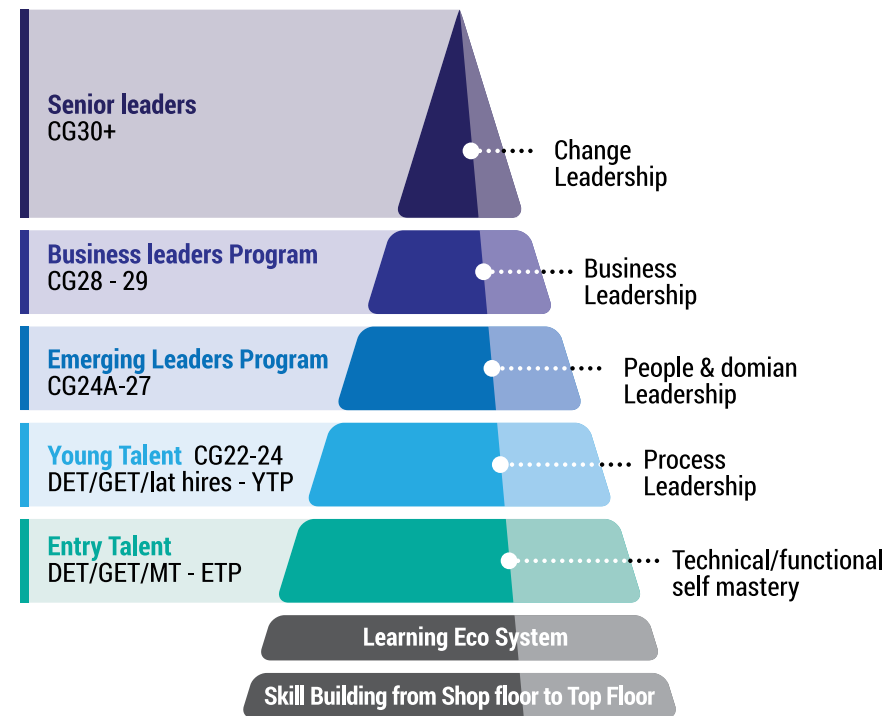 Senior leaders
CG30+
Change
Leadership
Business leaders Program
CG28 - 29
Business
Leadership
Emerging Leaders Program
CG24A-27
People & domian
Leadership
Young Talent CG22-24
DET/GET/lat hires - YTP
Process
Leadership
Entry Talent
DET/GET/MT - ETP
Technical/functional
self mastery
Learning Eco System
Skill Building from Shop floor to Top Floor